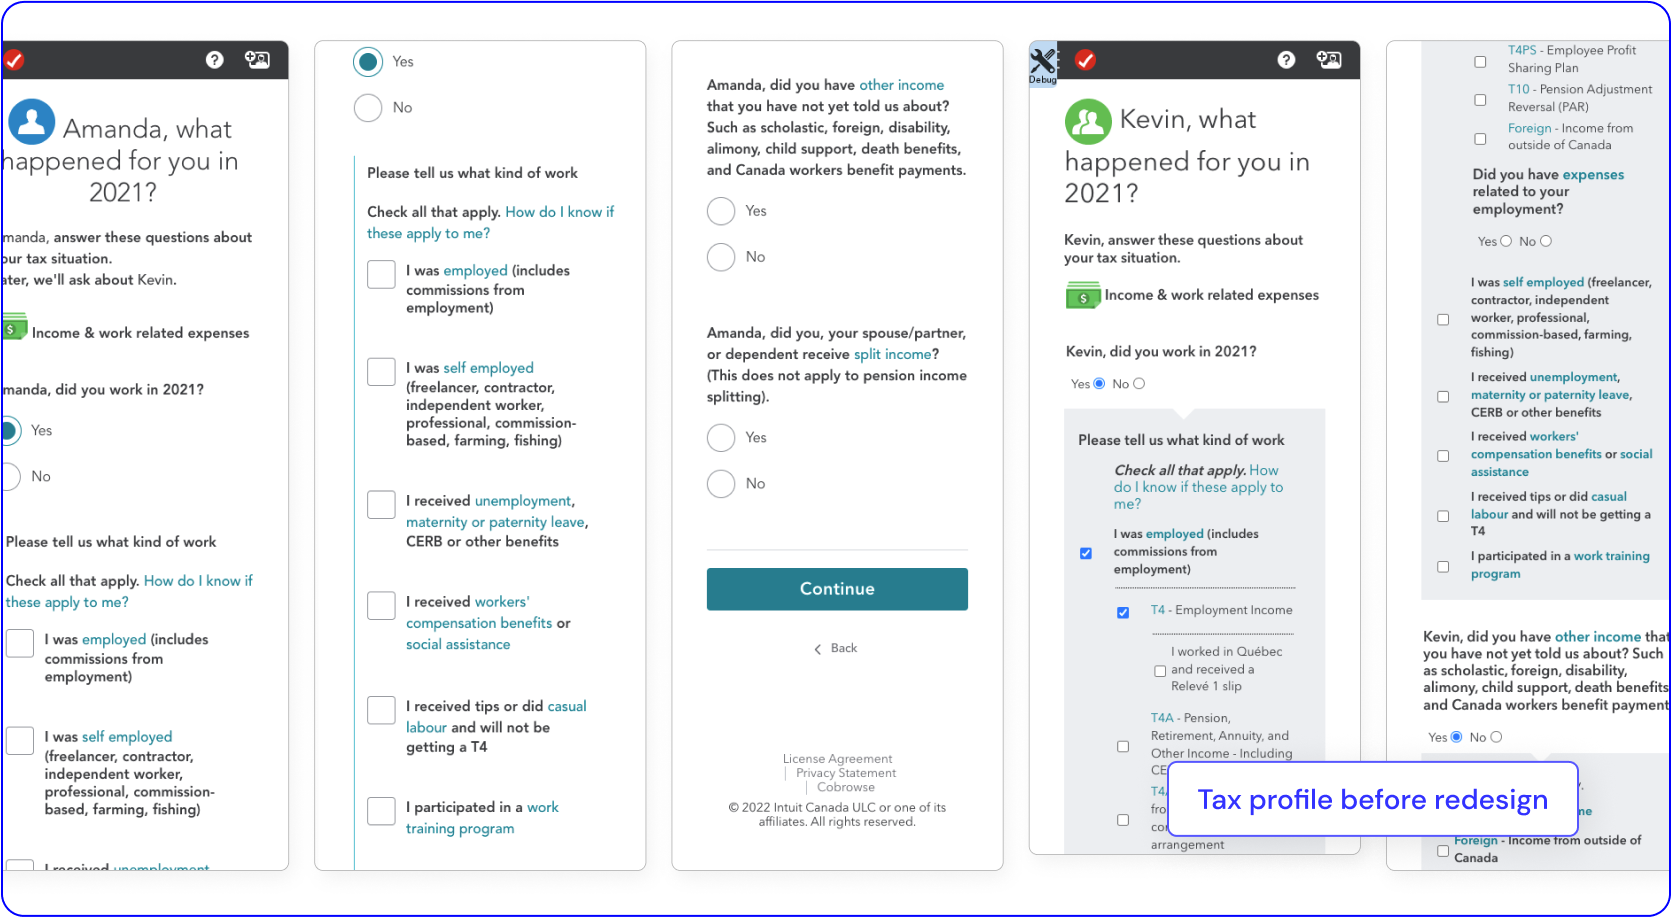 Amanda, what
happened for you in
2021?
manda, answer these questions about
our tax situation.
ater, we'll ask about Kevin.
Income & work related expenses
manda, did you work in 2021?
Yes
No
Please tell us what kind of work
Check all that apply. How do I know if
these apply to me?
I was employed (includes
commissions from
employment)
I was self employed
(freelancer, contractor,
independent worker,
professional, commission-
based, farming, fishing)
I received unemployment,
Yes
No
Please tell us what kind of work
Check all that apply. How do I know if
these apply to me?
I was employed (includes
commissions from
employment)
I was self employed
(freelancer, contractor,
independent worker,
professional, commission-
based, farming, fishing)
I received unemployment,
maternity or paternity leave,
CERB or other benefits
I received workers'
compensation benefits or
social assistance
I received tips or did casual
labour and will not be
getting a T4
I participated in a work
training program
Amanda, did you have other income
that you have not yet told us about?
Such as scholastic, foreign, disability,
alimony, child support, death benefits,
and Canada workers benefit payments.
Yes
No
Amanda, did you, your spouse/partner,
or dependent receive split income?
(This does not apply to pension income
splitting).
Yes
No
Continue
Back
License Agreement
| Privacy Statement
| Cobrowse
© 2022 Intuit Canada ULC or one of its
affiliates. All rights reserved.
Debug
Kevin, what
happened for you in
2021?
Kevin, answer these questions about
your tax situation.
Income & work related expenses
Kevin, did you work in 2021?
Yes No
Please tell us what kind of work
Check all that apply. How
do I know if these apply to
me?
I was employed (includes
commissions from
employment)
T4 - Employment Income
I worked in Québec
and received a
Relevé 1 slip
T4A - Pension,
Retirement, Annuity, and
Other Income - Including
CE
T4
fro
cor
arrangement
T4PS - Employee Profit
Sharing Plan
T10 - Pension Adjustment
Reversal (PAR)
Foreign - Income from
outside of Canada
Did you have expenses
related to your
employment?
Yes No
I was self employed (freelancer,
contractor, independent
worker, professional,
commission-based, farming,
fishing)
I received unemployment,
maternity or paternity leave,
CERB or other benefits
I received workers'
compensation benefits or social
assistance
I received tips or did casual
labour and will not be getting a
T4
I participated in a work training
program
Kevin, did you have other income that
you have not yet told us about? Such
as scholastic, foreign, disability,
alimony, child support, death benefits
and Canada workers benefit payment
Yes No
me
Foreign - Income from outside of
Canada
Tax profile before redesign